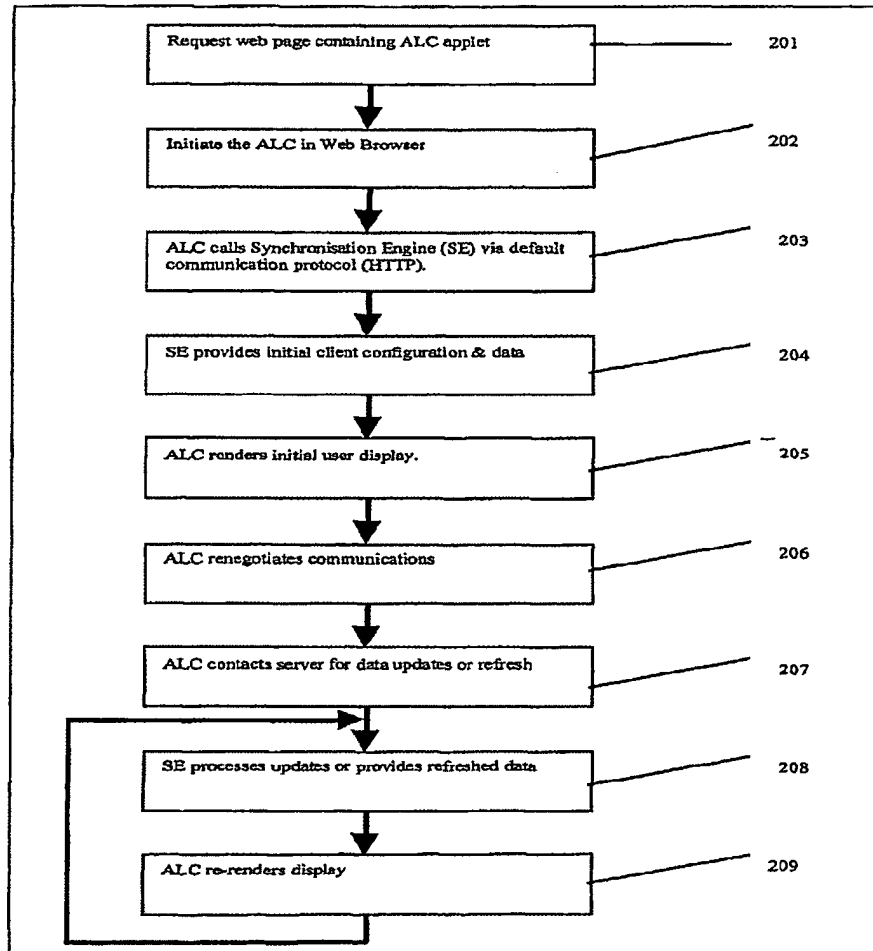 Request web page containing ALC applet
201
Initiate the ALC in Web Browser
202
ALC calls Synchronisation Engine (SE) via default
communication protocol (HTTP).
203
SE provides initial client configuration & data
204
ALC renders initial user display.
205
ALC renegotiates communications
206
ALC contacts server for data updates or refresh
207
SE processes updates or provides refreshed data
208
ALC re-renders display
209